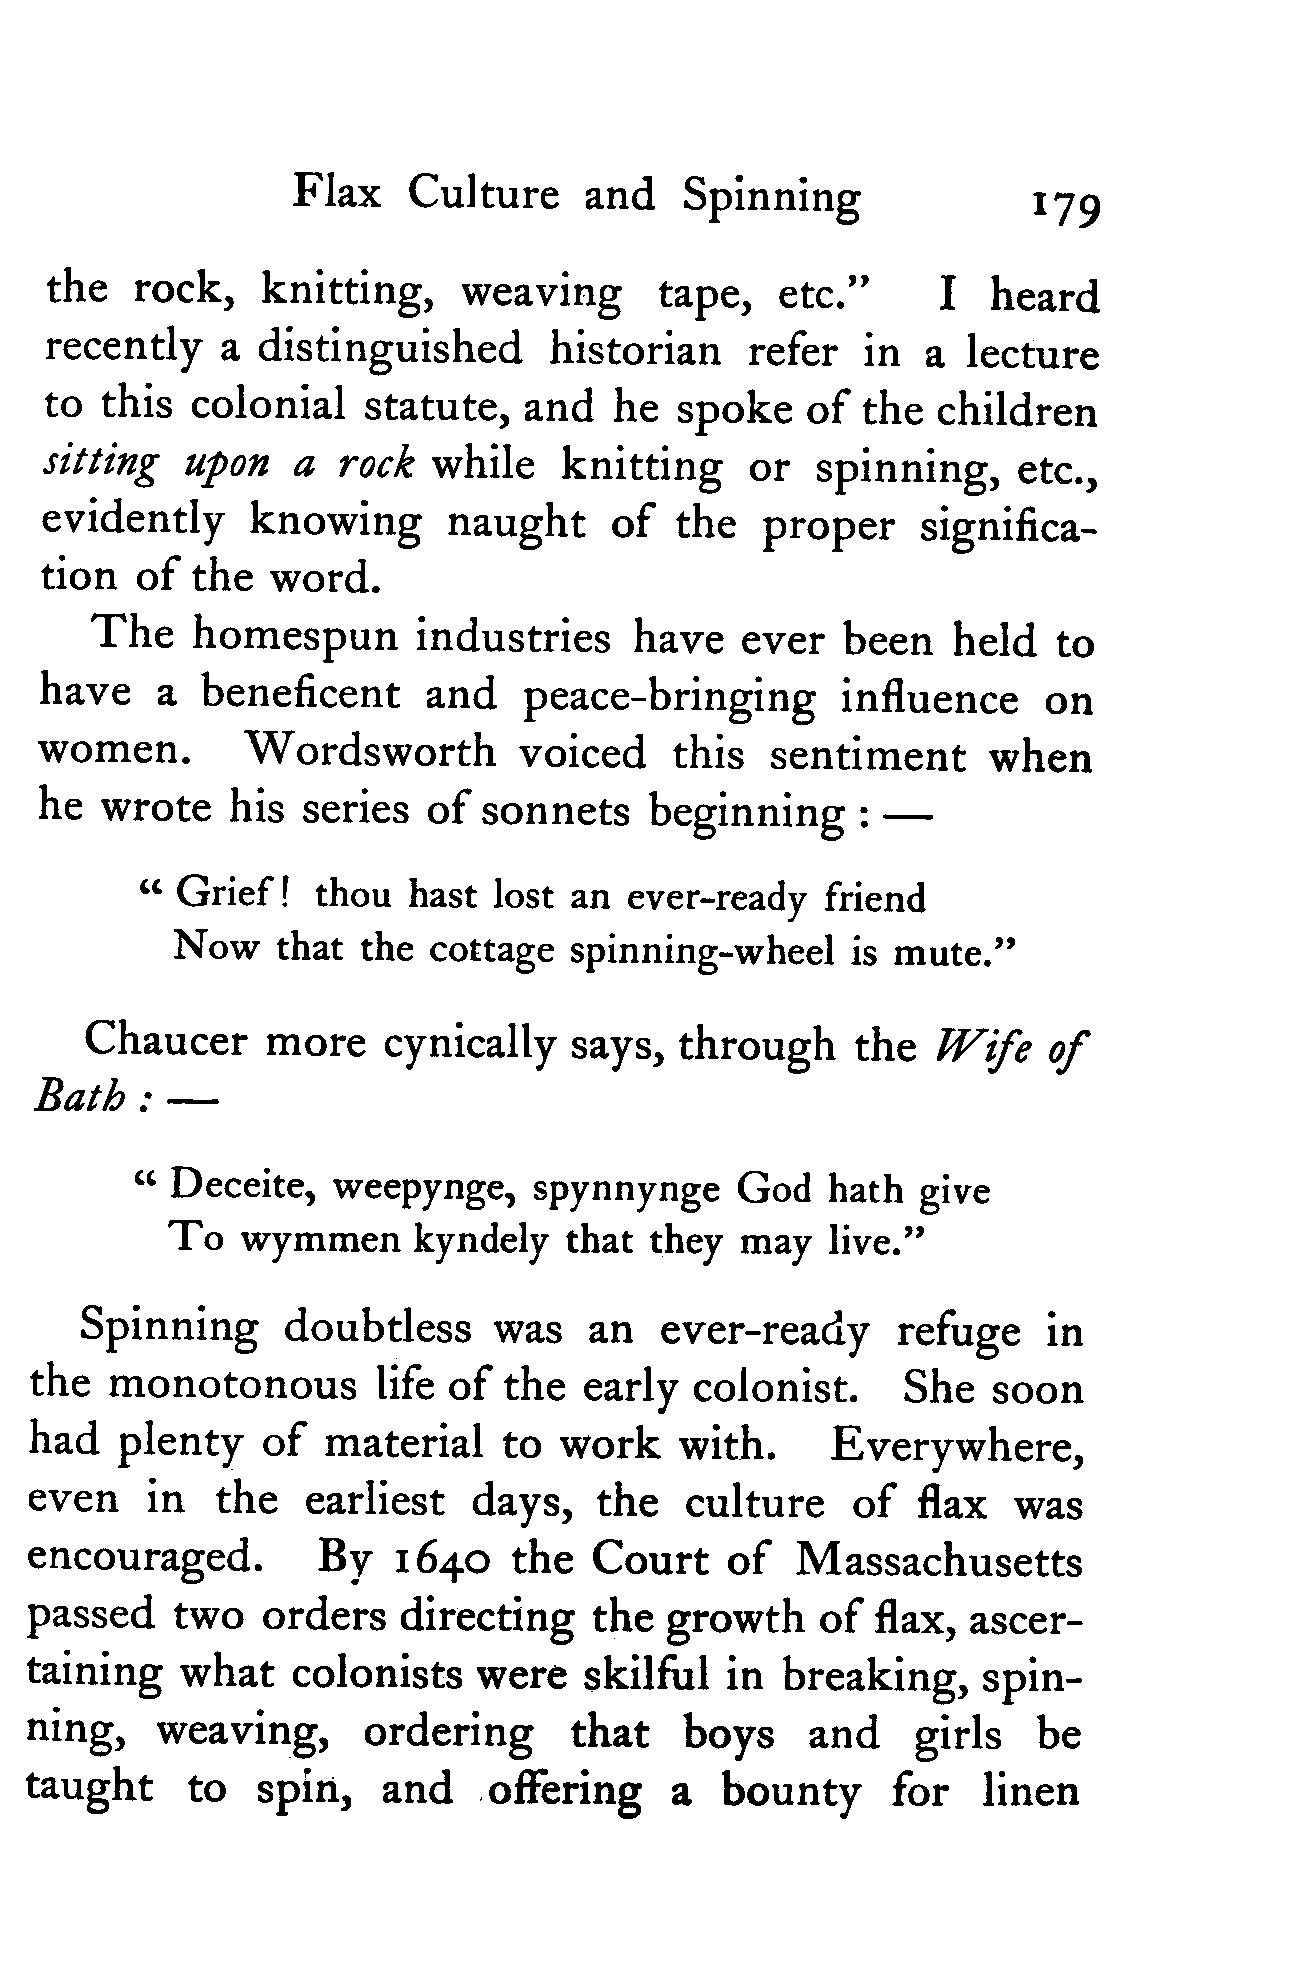 Flax Culture and Spinning 179
the rock, knitting, weaving tape, etc.” I heard
recently a distinguished historian refer in a lecture
to this colonial statute, and he spoke of the children
sitting upon a rock while knitting or spinning, etc.,
evidently knowing naught of the proper significa-
tion of the word.
The homespun industries have ever been held to
have a beneficent and peace-bringing influence on
women. Wordsworth voiced this sentiment when
he wrote his series of sonnets beginning : —
“ Grief! thou hast lost an ever-ready friend
Now that the cottage spinning-wheel is mute.”
Chaucer more cynically says, through the Wife of
Bath : —
“ Deceite, weepynge, spynnynge God hath give
To wymmen kyndely that they may live.”
Spinning doubtless was an ever-ready refuge in
the monotonous life of the early colonist. She soon
had plenty of material to work with. Everywhere,
even in the earliest days, the culture of flax was
encouraged. By 1640 the Court of Massachusetts
passed two orders directing the growth of flax, ascer-
taining what colonists were skilful in breaking, spin-
ning, weaving, ordering that boys and girls be
taught to spin, and offering a bounty for linen